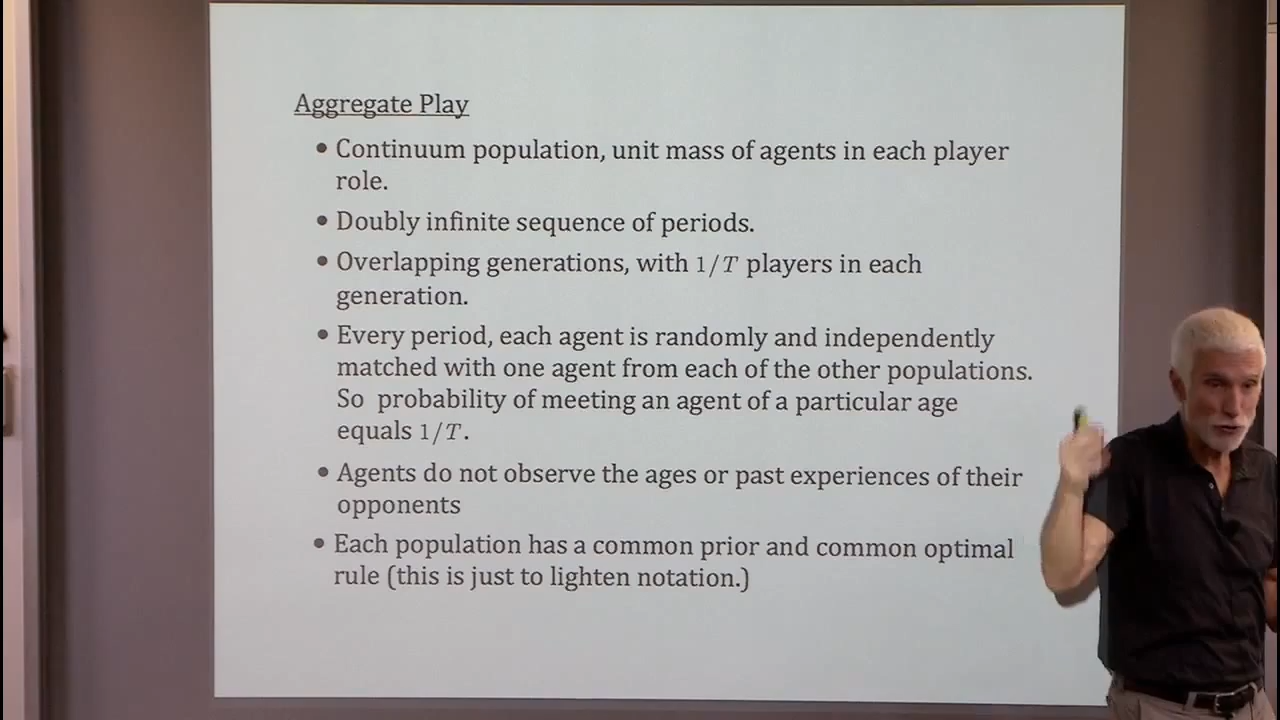 Aggregate Play
• Continuum population, unit mass of agents in each player
role.
• Doubly infinite sequence of periods.
• Overlapping generations, with 1/T players in each
generation.
• Every period, each agent is randomly and independently
matched with one agent from each of the other populations.
So probability of meeting an agent of a particular age
equals 1/T.
• Agents do not observe the ages or past experiences of their
opponents
• Each population has a common prior and common optimal
rule (this is just to lighten notation.)